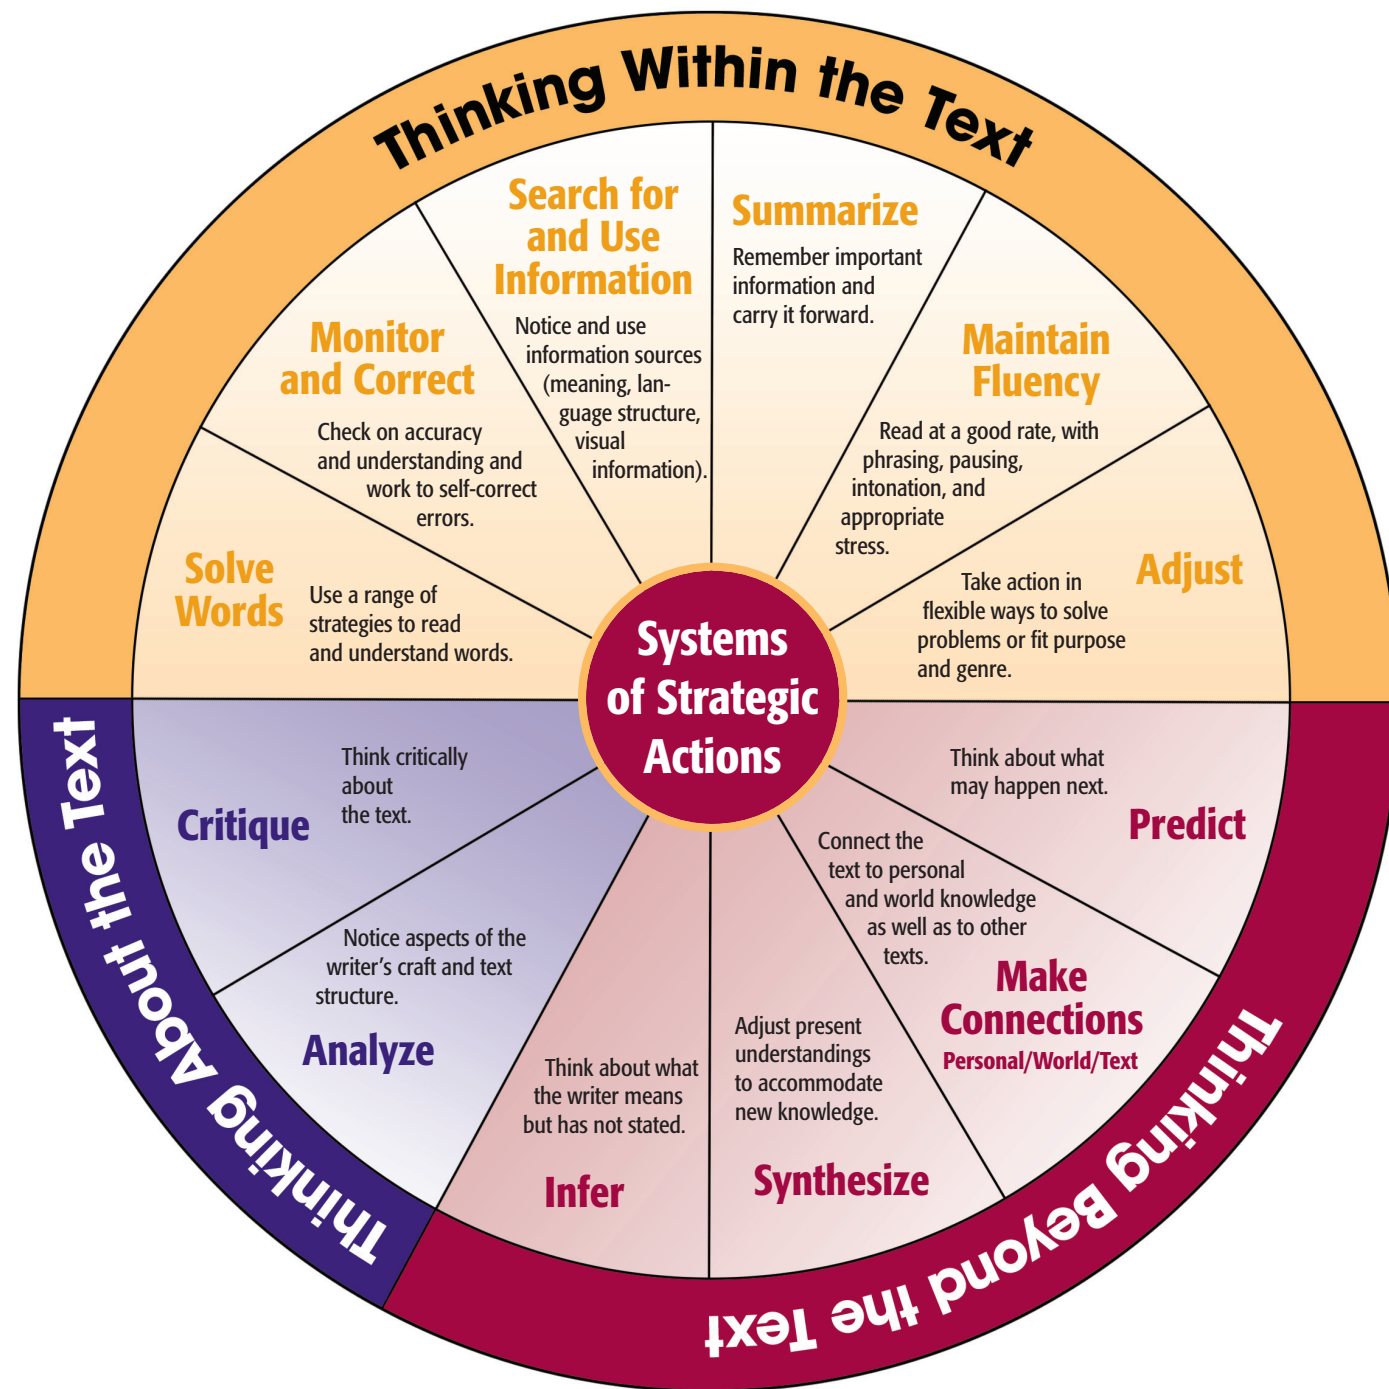 Thinking Within the Text
Search for
and Use
Information
Notice and use
information sources
(meaning, lan-
guage structure,
visual
information).
Summarize
Remember important
information and
carry it forward.
Monitor
and Correct
Check on accuracy
and understanding and
work to self-correct
errors.
Maintain
Fluency
Read at a good rate, with
phrasing, pausing,
intonation, and
appropriate
stress.
Solve
Words
Use a range of
strategies to read
and understand words.
Adjust
Take action in
flexible ways to solve
problems or fit purpose
and genre.
Systems
of Strategic
Actions
Thinking About the Text
Critique
Think critically
about
the text.
Notice aspects of the
writer’s craft and text
structure.
Analyze
Thinking Beyond the Text
Think about what
may happen next.
Predict
Connect the
text to personal
and world knowledge
as well as to other
texts.
Make
Connections
Personal/World/Text
Adjust present
understandings
to accommodate
new knowledge.
Synthesize
Think about what
the writer means
but has not stated.
Infer